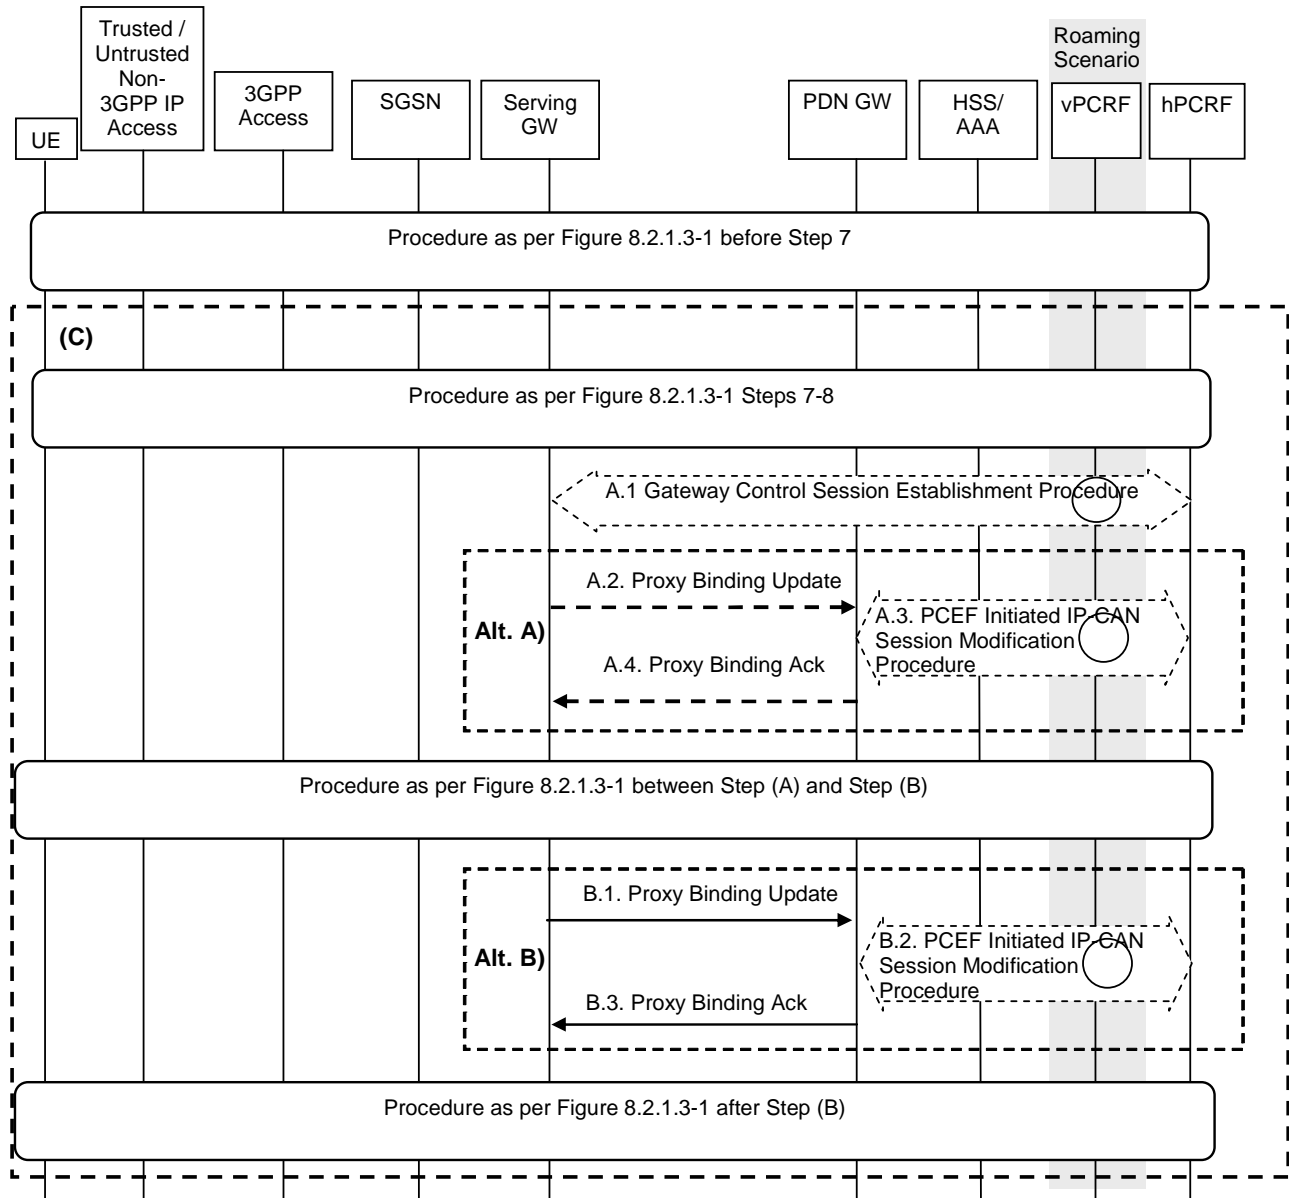 Trusted /
Untrusted
Non-
3GPP IP
Access
Roaming
Scenario
UE
3GPP
Access
SGSN
Serving
GW
PDN GW
HSS/
AAA
vPCRF
hPCRF
Procedure as per Figure 8.2.1.3-1 before Step 7
(C)
Procedure as per Figure 8.2.1.3-1 Steps 7-8
A.1 Gateway Control Session Establishment Procedure
Alt. A)
A.2. Proxy Binding Update
A.3. PCEF Initiated IP-CAN
Session Modification
Procedure
A.4. Proxy Binding Ack
Procedure as per Figure 8.2.1.3-1 between Step (A) and Step (B)
Alt. B)
B.1. Proxy Binding Update
B.2. PCEF Initiated IP-CAN
Session Modification
Procedure
B.3. Proxy Binding Ack
Procedure as per Figure 8.2.1.3-1 after Step (B)